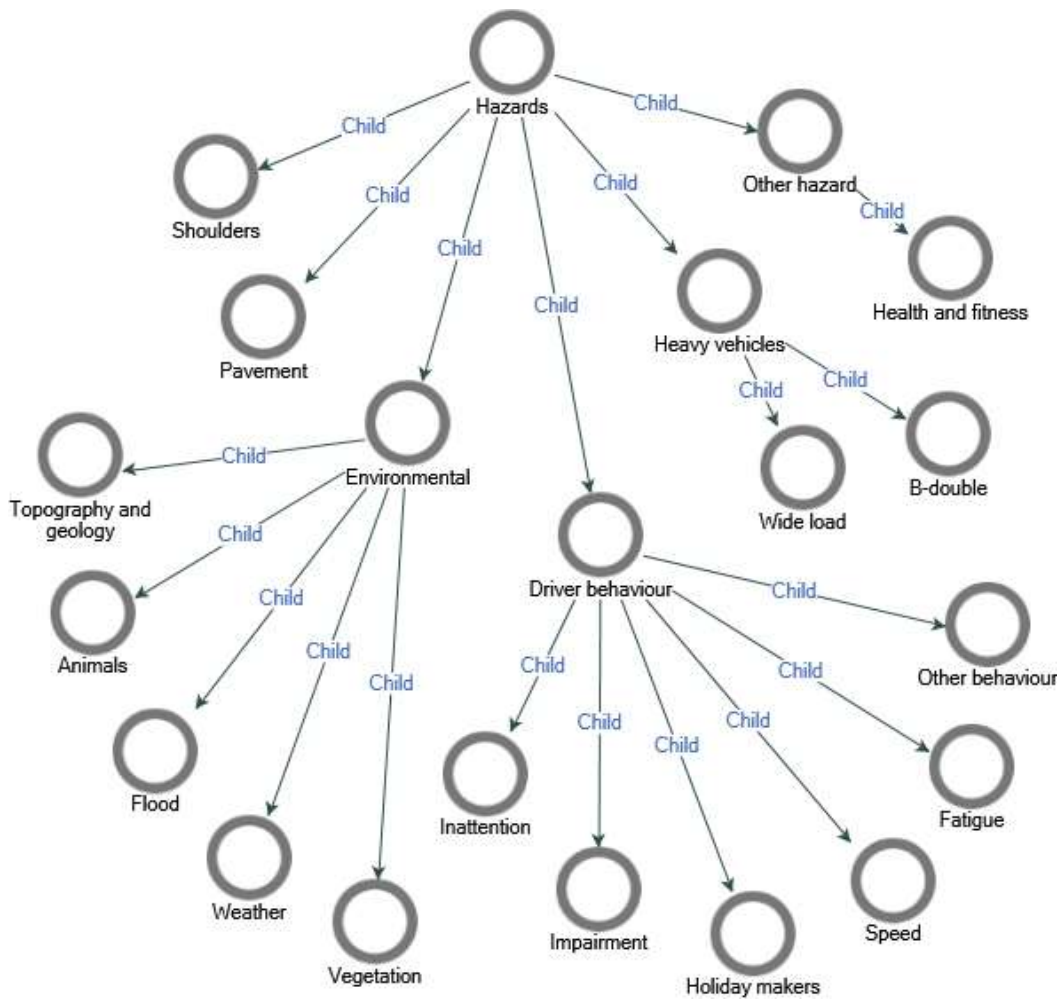 Hazards
Child
Child
Child
Child
Child
Child
Shoulders
Pavement
Environmental
Driver behaviour
Heavy vehicles
Other hazard
Child
Health and fitness
Child
Child
Wide load
B-double
Child
Child
Child
Child
Child
Topography and
geology
Animals
Flood
Weather
Vegetation
Child
Child
Child
Child
Child
Child
Inattention
Impairment
Holiday makers
Speed
Fatigue
Other behaviour